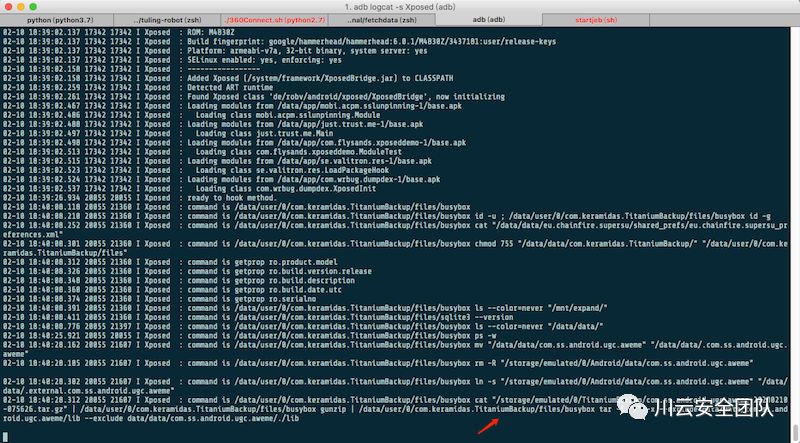 1. adb logcat -s Xposed (adb)
python (python3.7) ../tuling-robot (zsh) ./360Connect.sh (python2.7) ..nal/fetchdata (zsh) adb (adb) startjeb (sh)
02-10 18:39:02.137 17342 17342 I Xposed : ROM: M4B30Z
02-10 18:39:02.137 17342 17342 I Xposed : Build fingerprint: google/hammerhead/hammerhead:6.0.1/M4B30Z/3437181:user/release-keys
02-10 18:39:02.137 17342 17342 I Xposed : Platform: armeabi-v7a, 32-bit binary, system server: yes
02-10 18:39:02.137 17342 17342 I Xposed : SELinux enabled: yes, enforcing: yes
02-10 18:39:02.137 17342 17342 I Xposed : -----------------
02-10 18:39:02.137 17342 17342 I Xposed : Added Xposed (/system/framework/XposedBridge.jar) to CLASSPATH
02-10 18:39:02.259 17342 17342 I Xposed : Detected ART runtime
02-10 18:39:02.261 17342 17342 I Xposed : Found Xposed class 'de/robv/android/xposed/XposedBridge', now initializing
02-10 18:39:02.406 17342 17342 I Xposed : Loading modules from /data/app/mobi.acpm.sslunpinning-1/base.apk
02-10 18:39:02.486 17342 17342 I Xposed : Loading class mobi.acpm.sslunpinning.Module
02-10 18:39:02.488 17342 17342 I Xposed : Loading modules from /data/app/just.trust.me-1/base.apk
02-10 18:39:02.497 17342 17342 I Xposed : Loading class just.trust.me.Main
02-10 18:39:02.498 17342 17342 I Xposed : Loading modules from /data/app/com.flysands.xposeddemo-1/base.apk
02-10 18:39:02.513 17342 17342 I Xposed : Loading class com.flysands.xposeddemo.ModuleTest
02-10 18:39:02.515 17342 17342 I Xposed : Loading modules from /data/app/se.valitron.res-1/base.apk
02-10 18:39:02.523 17342 17342 I Xposed : Loading class se.valitron.res.LoadPackageHook
02-10 18:39:02.524 17342 17342 I Xposed : Loading modules from /data/app/com.wrbug.dumpdex-1/base.apk
02-10 18:39:02.537 17342 17342 I Xposed : Loading class com.wrbug.dumpdex.XposedInit
02-10 18:39:26.934 20055 20055 I Xposed : ready to hook method.
02-10 18:40:08.110 20055 21360 I Xposed : command is /data/user/0/com.keramidas.TitaniumBackup/files/busybox
02-10 18:40:08.210 20055 21360 I Xposed : command is /data/user/0/com.keramidas.TitaniumBackup/files/busybox id -u ; /data/user/0/com.keramidas.TitaniumBackup/files/busybox id -g
02-10 18:40:08.252 20055 21360 I Xposed : command is /data/user/0/com.keramidas.TitaniumBackup/files/busybox cat "/data/data/eu.chainfire.supersu/shared_prefs/eu.chainfire.supersu_pr
eferences.xml"
02-10 18:40:08.301 20055 21360 I Xposed : command is /data/user/0/com.keramidas.TitaniumBackup/files/busybox chmod 755 "/data/data/com.keramidas.TitaniumBackup/" "/data/user/0/com.ke
ramidas.TitaniumBackup/files"
02-10 18:40:08.312 20055 21360 I Xposed : command is getprop ro.product.model
02-10 18:40:08.328 20055 21360 I Xposed : command is getprop ro.build.version.release
02-10 18:40:08.340 20055 21360 I Xposed : command is getprop ro.build.description
02-10 18:40:08.360 20055 21360 I Xposed : command is getprop ro.build.date.utc
02-10 18:40:08.374 20055 21360 I Xposed : command is getprop ro.serialno
02-10 18:40:08.391 20055 21360 I Xposed : command is /data/user/0/com.keramidas.TitaniumBackup/files/busybox ls --color=never "/mnt/expand/"
02-10 18:40:08.411 20055 21360 I Xposed : command is /data/user/0/com.keramidas.TitaniumBackup/files/sqlite3 --version
02-10 18:40:08.776 20055 21397 I Xposed : command is /data/user/0/com.keramidas.TitaniumBackup/files/busybox ls --color=never "/data/data/"
02-10 18:40:25.921 20055 20055 I Xposed : command is /data/user/0/com.keramidas.TitaniumBackup/files/busybox ps -w
02-10 18:40:28.162 20055 21607 I Xposed : command is /data/user/0/com.keramidas.TitaniumBackup/files/busybox mv "/data/data/com.ss.android.ugc.aweme" "/data/data/.com.ss.android.ugc.
aweme"
02-10 18:40:28.185 20055 21607 I Xposed : command is /data/user/0/com.keramidas.TitaniumBackup/files/busybox rm -R "/storage/emulated/0/Android/data/com.ss.android.ugc.aweme"
02-10 18:40:28.302 20055 21607 I Xposed : command is /data/user/0/com.keramidas.TitaniumBackup/files/busybox ln -s "/storage/emulated/0/Android/data/com.ss.android.ugc.aweme" "/data/
data/.external.com.ss.android.ugc.aweme"
02-10 18:40:28.312 20055 21607 I Xposed : command is /data/user/0/com.keramidas.TitaniumBackup/files/busybox cat "/storage/emulated/0/Titanium
-075626.tar.gz" | /data/user/0/com.keramidas.TitaniumBackup/files/busybox gunzip | /data/user/0/com.keramidas.TitaniumBackup/files/busybox tar
roid.ugc.aweme/lib --exclude data/data/com.ss.android.ugc.aweme/./lib
川云安全团队